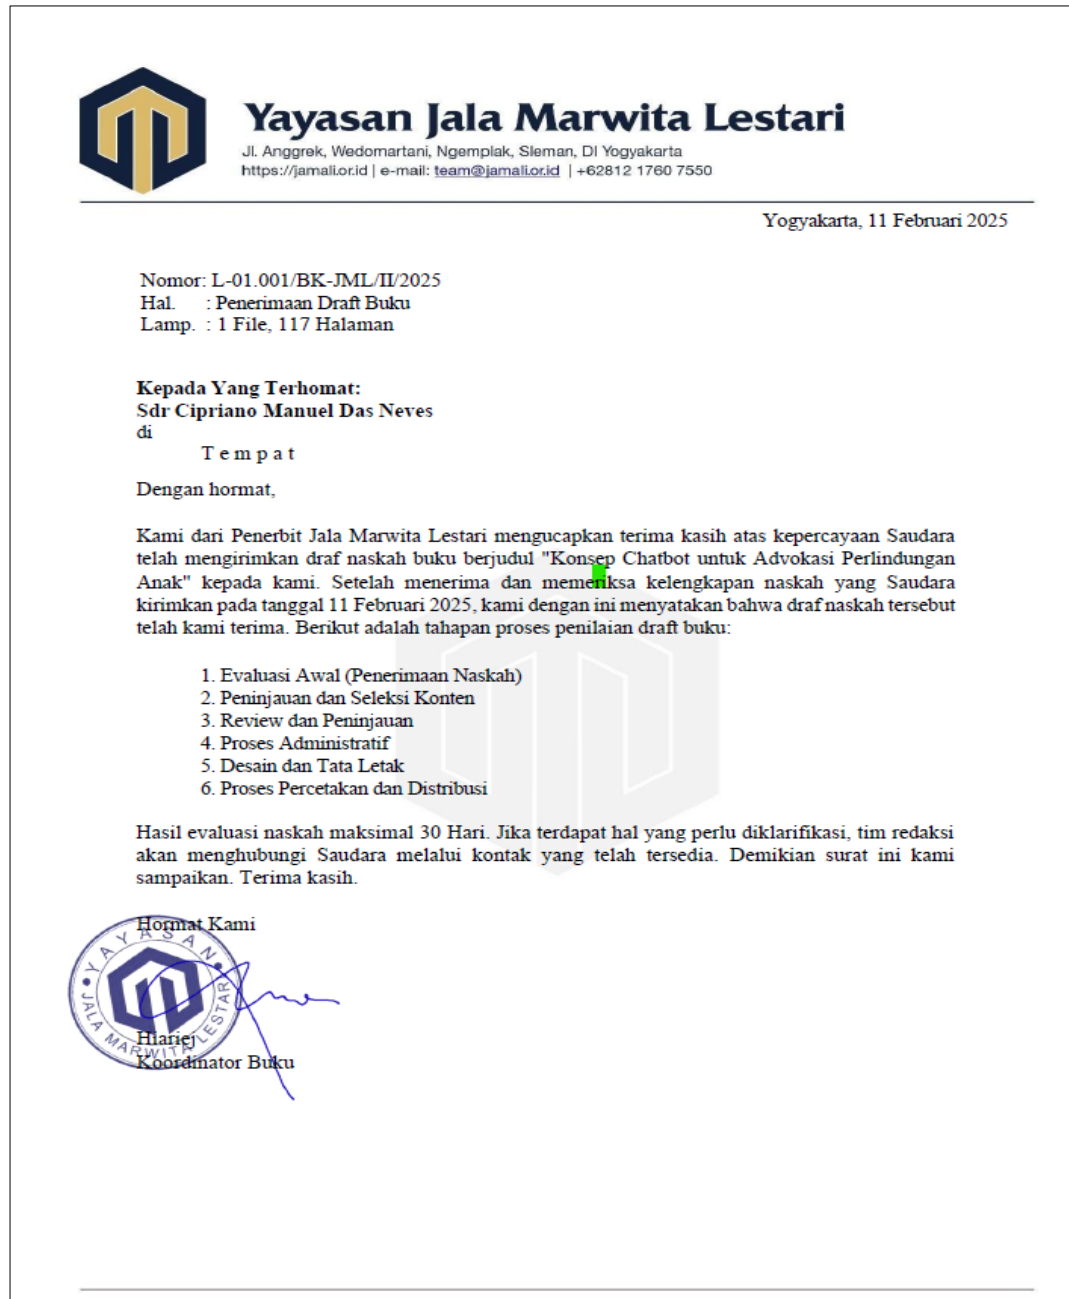 Yayasan Jala Marwita Lestari
Jl. Anggrek, Wedomartani, Ngemplak, Sleman, DI Yogyakarta
https://jamali.or.id | e-mail: team@jamali.or.id | +62812 1760 7550
Yogyakarta, 11 Februari 2025
Nomor: L-01.001/BK-JML/II/2025
Hal. : Penerimaan Draft Buku
Lamp. : 1 File, 117 Halaman
Kepada Yang Terhomat:
Sdr Cipriano Manuel Das Neves
di
T e m p a t
Dengan hormat,
Kami dari Penerbit Jala Marwita Lestari mengucapkan terima kasih atas kepercayaan Saudara
telah mengirimkan draf naskah buku berjudul "Konsep Chatbot untuk Advokasi Perlindungan
Anak" kepada kami. Setelah menerima dan memeriksa kelengkapan naskah yang Saudara
kirimkan pada tanggal 11 Februari 2025, kami dengan ini menyatakan bahwa draf naskah tersebut
telah kami terima. Berikut adalah tahapan proses penilaian draft buku:
1. Evaluasi Awal (Penerimaan Naskah)
2. Peninjauan dan Seleksi Konten
3. Review dan Peninjauan
4. Proses Administratif
5. Desain dan Tata Letak
6. Proses Percetakan dan Distribusi
Hasil evaluasi naskah maksimal 30 Hari. Jika terdapat hal yang perlu diklarifikasi, tim redaksi
akan menghubungi Saudara melalui kontak yang telah tersedia. Demikian surat ini kami
sampaikan. Terima kasih.
Hormat Kami
YAYASAN
JALA MARWITA LESTARI
Hiariej
Koordinator Buku